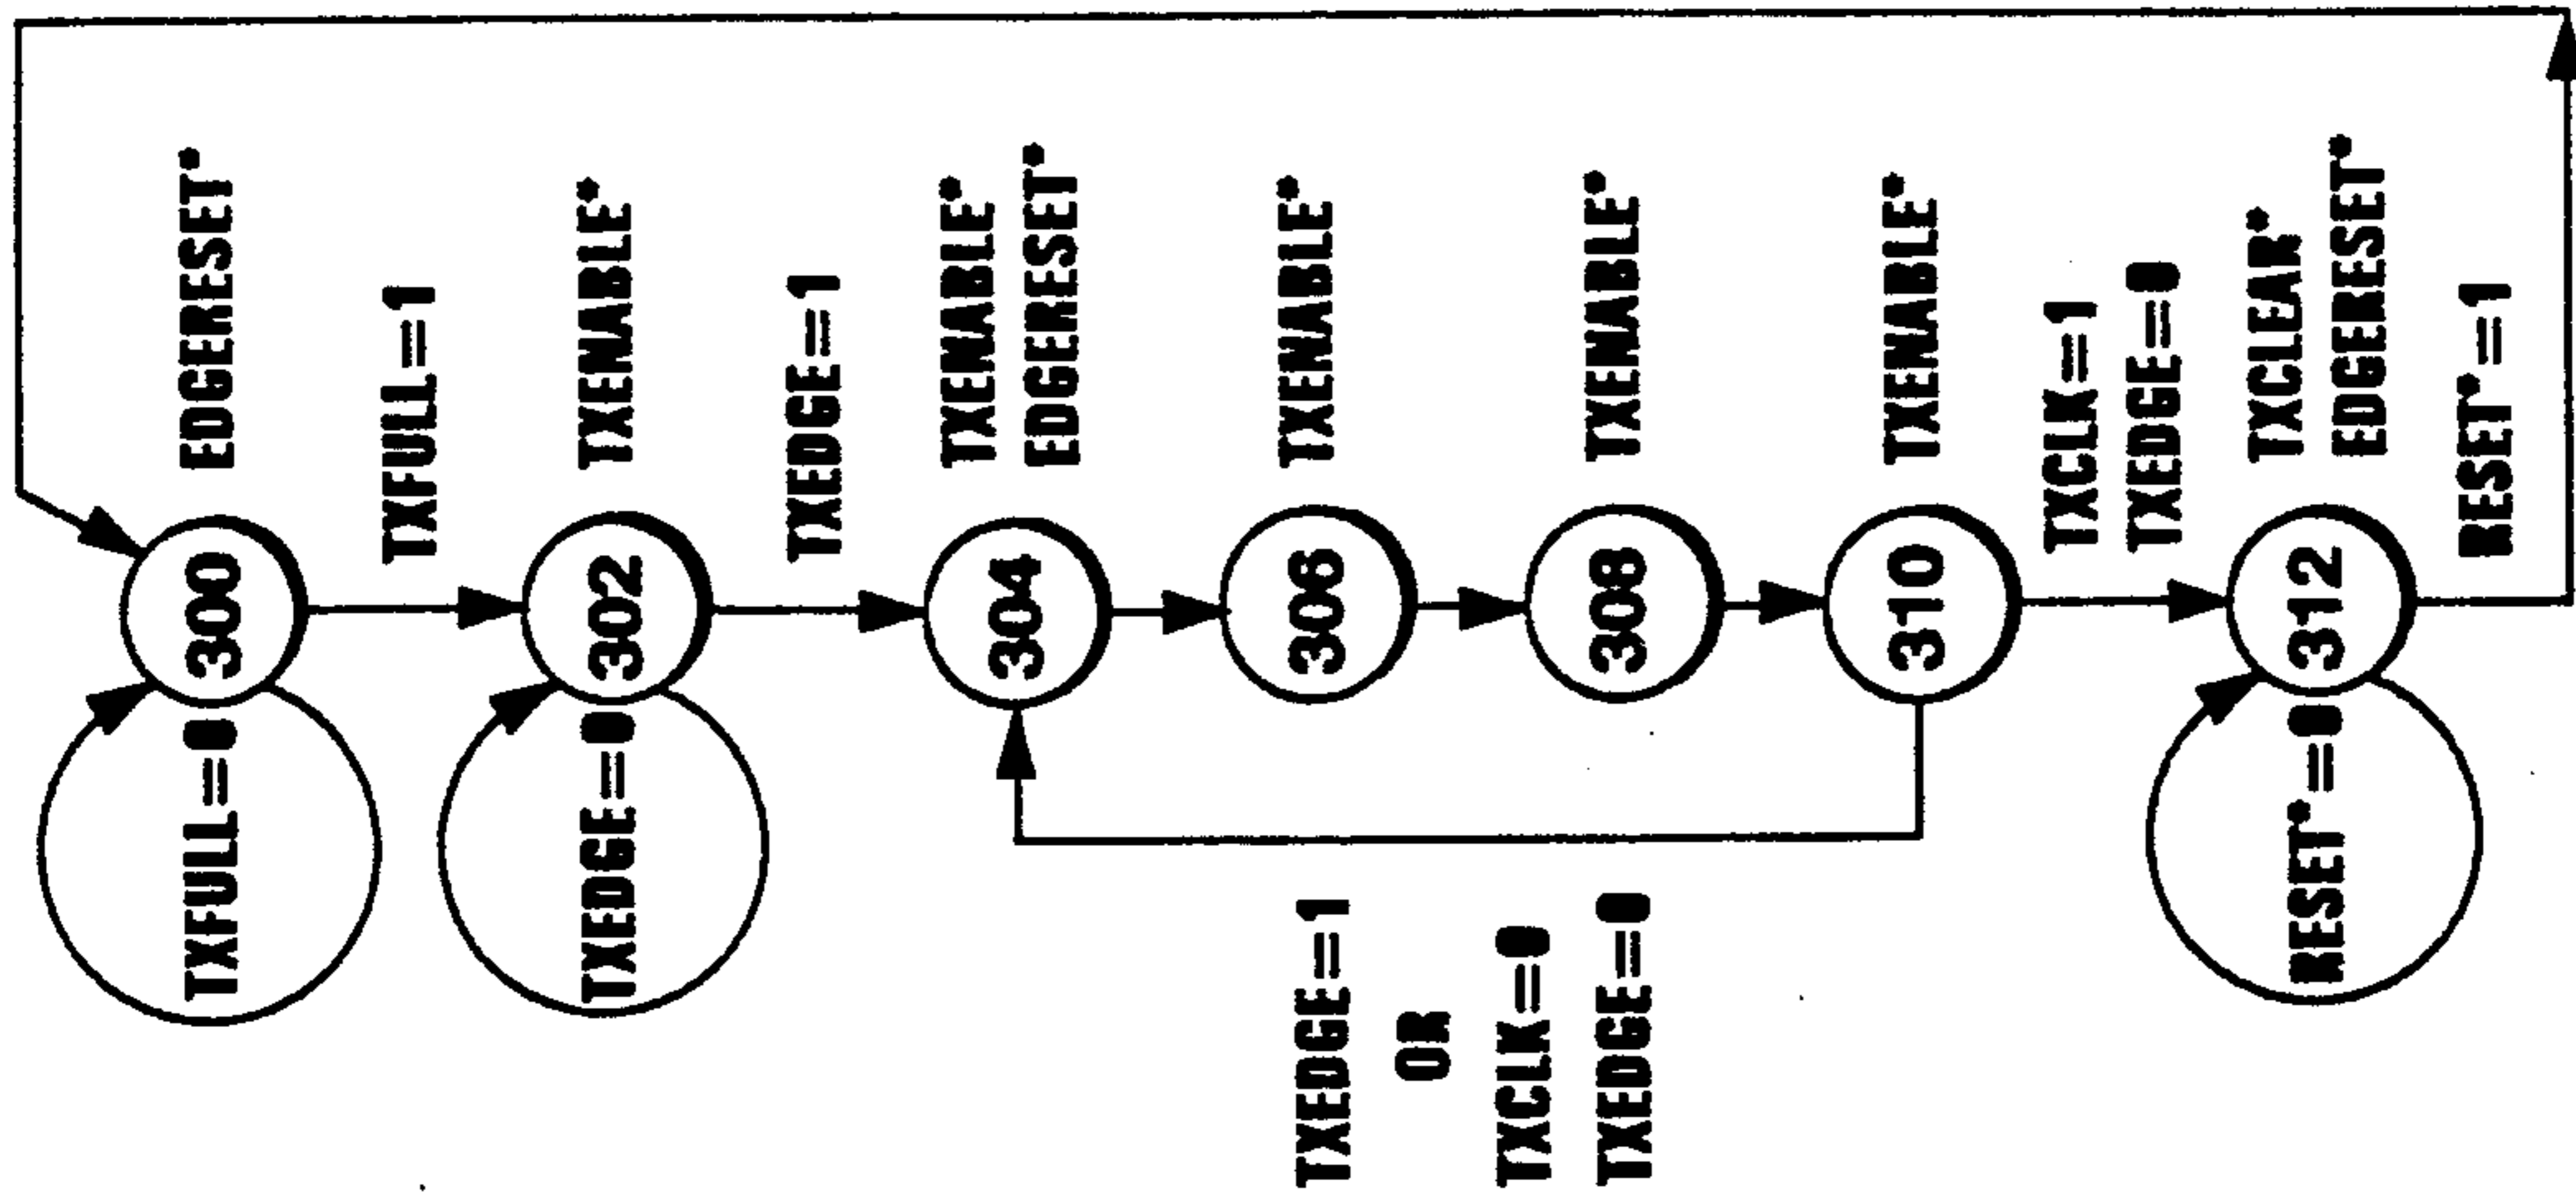 TXFULL=0 300 EDGERESET*
TXFULL=1
TXEDGE=0 302 TXENABLE*
TXEDGE=1
304 TXENABLE*
EDGERESET*
306 TXENABLE*
TXEDGE=1
OR
TXCLK=0
TXEDGE=0
308 TXENABLE*
310 TXENABLE*
TXCLK=1
TXEDGE=0
RESET*=0 312 TXCLEAR*
EDGERESET*
RESET*=1